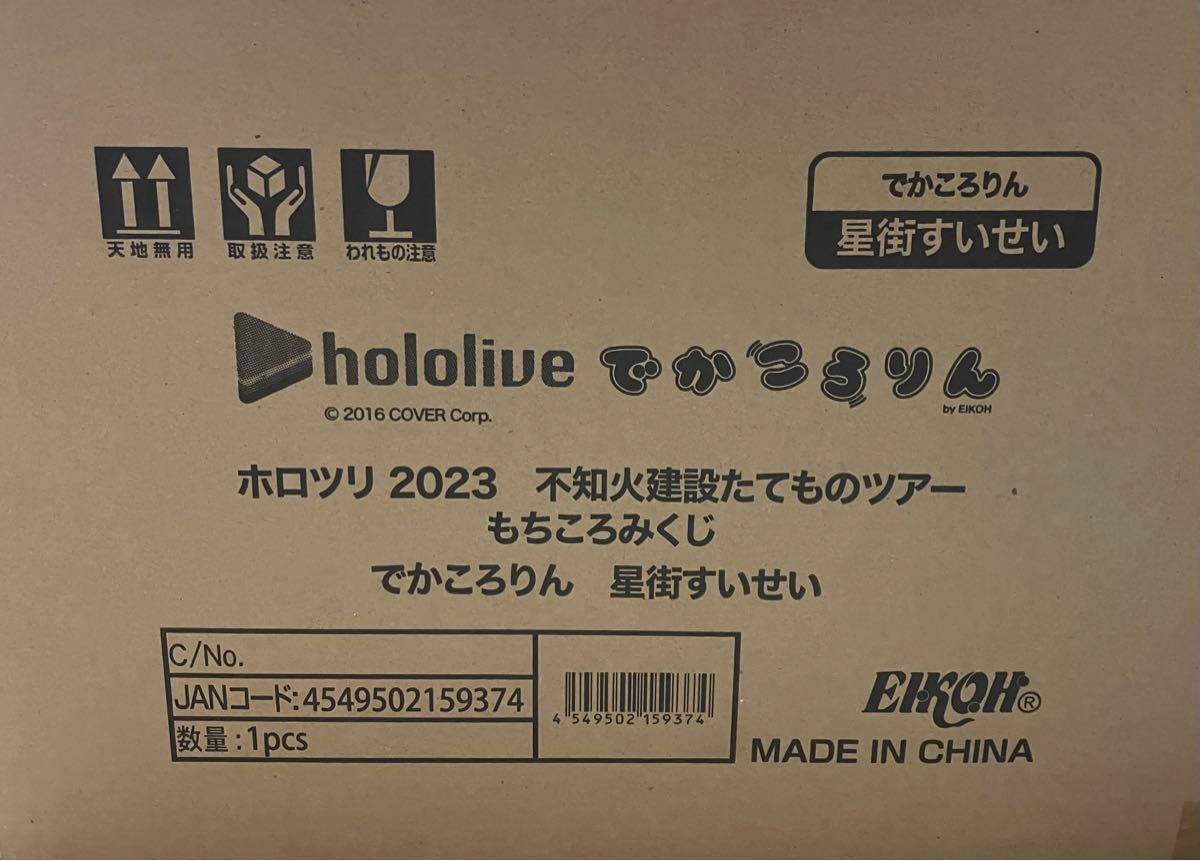 天地無用
取扱注意
われもの注意
でかころりん
星街すいせい
hololive でかころりん
© 2016 COVER Corp.
by EIKOH
ホロツリ 2023　不知火建設たてものツアー
もちころみくじ
でかころりん　星街すいせい
C/No.
JANコード:4549502159374
数量:1pcs
4 549502 159374
EIKOH®
MADE IN CHINA